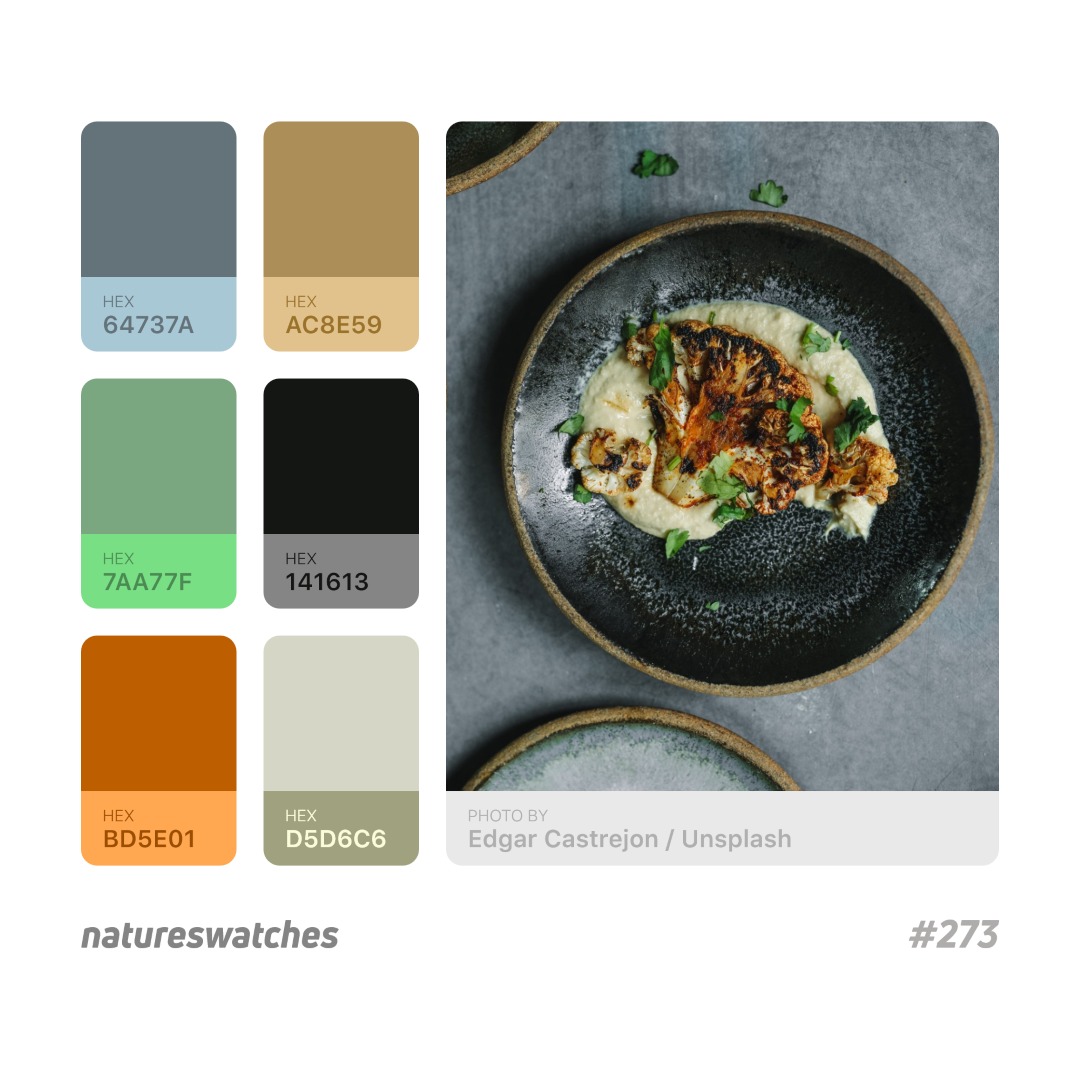 HEX
64737A
HEX
AC8E59
HEX
7AA77F
HEX
141613
HEX
BD5E01
HEX
D5D6C6
PHOTO BY
Edgar Castrejon / Unsplash
natureswatches
#273